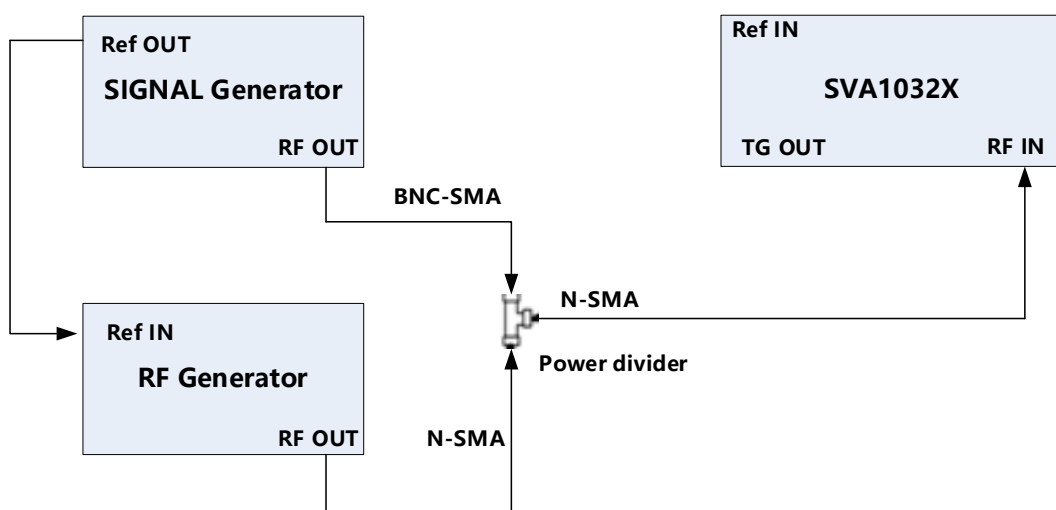 Ref OUT
SIGNAL Generator
RF OUT
Ref IN
SVA1032X
TG OUT
RF IN
BNC-SMA
N-SMA
Power divider
Ref IN
RF Generator
RF OUT
N-SMA